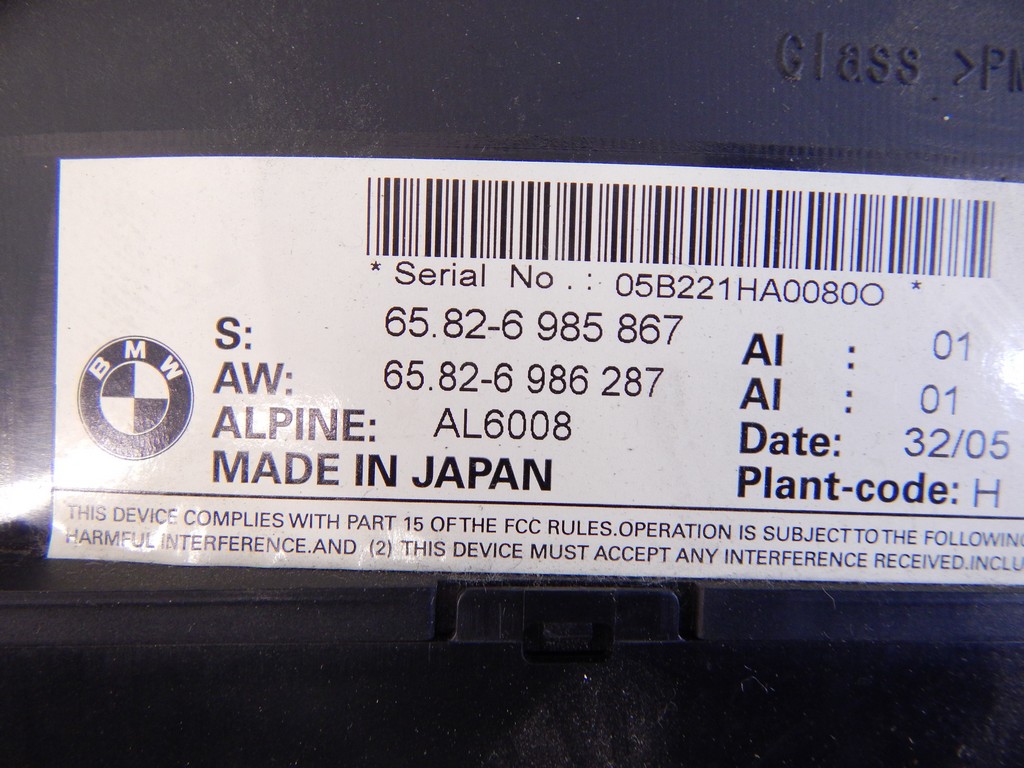 Glass >PM
* Serial No.: 05B221HA0080O *
S: 65.82-6 985 867 AI : 01
AW: 65.82-6 986 287 AI : 01
ALPINE: AL6008 Date: 32/05
MADE IN JAPAN Plant-code: H
BMW
THIS DEVICE COMPLIES WITH PART 15 OF THE FCC RULES.OPERATION IS SUBJECT TO THE FOLLOWING
HARMFUL INTERFERENCE.AND (2) THIS DEVICE MUST ACCEPT ANY INTERFERENCE RECEIVED.INCLU